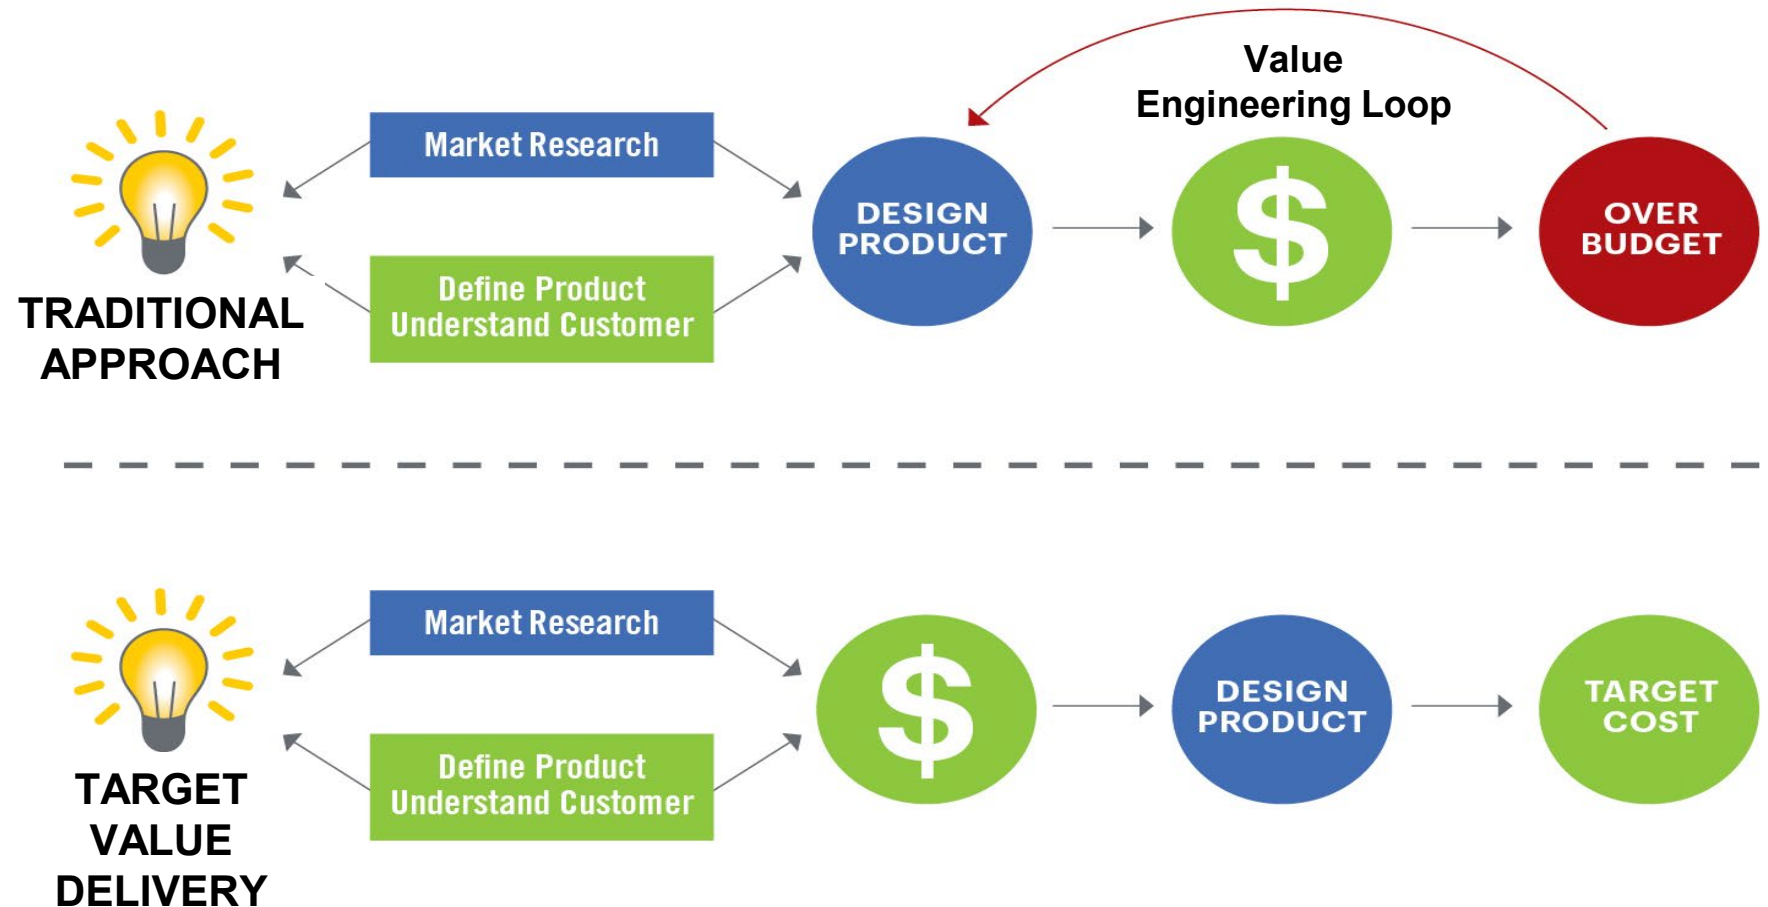 Value
Engineering Loop
Market Research
DESIGN
PRODUCT
$
OVER
BUDGET
Define Product
Understand Customer
TRADITIONAL
APPROACH
Market Research
$
DESIGN
PRODUCT
TARGET
COST
Define Product
Understand Customer
TARGET
VALUE
DELIVERY